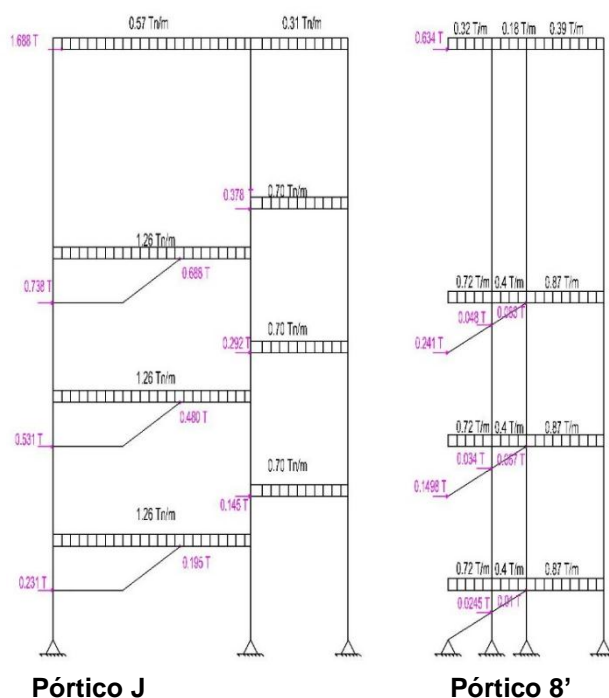 0.57 Tn/m 0.31 Tn/m
1.688 T
0.378 T 0.70 Tn/m
1.26 Tn/m
0.738 T 0.688 T
0.292 T 0.70 Tn/m
1.26 Tn/m
0.531 T 0.480 T
0.145 T 0.70 Tn/m
1.26 Tn/m
0.231 T 0.195 T
Pórtico J
0.32 T/m 0.18 T/m 0.39 T/m
0.634 T
0.72 T/m 0.4 T/m 0.87 T/m
0.048 T
0.241 T
0.72 T/m 0.4 T/m 0.87 T/m
0.034 T 0.067 T
0.1498 T
0.72 T/m 0.4 T/m 0.87 T/m
0.0245 T 0.01 T
Pórtico 8’